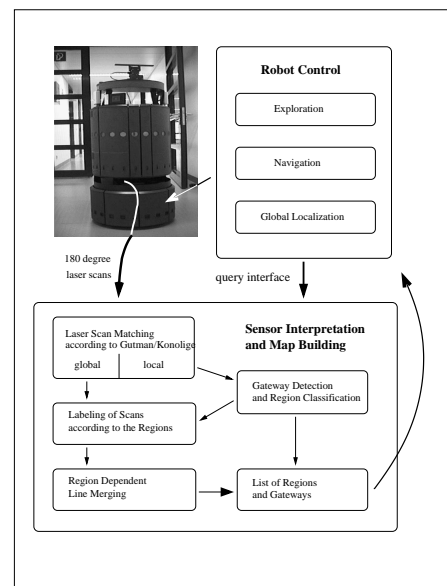 Robot Control
Exploration
Navigation
Global Localization
180 degree
laser scans
query interface
Laser Scan Matching
according to Gutman/Konolige
global
local
Sensor Interpretation
and Map Building
Gateway Detection
and Region Classification
Labeling of Scans
according to the Regions
Region Dependent
Line Merging
List of Regions
and Gateways